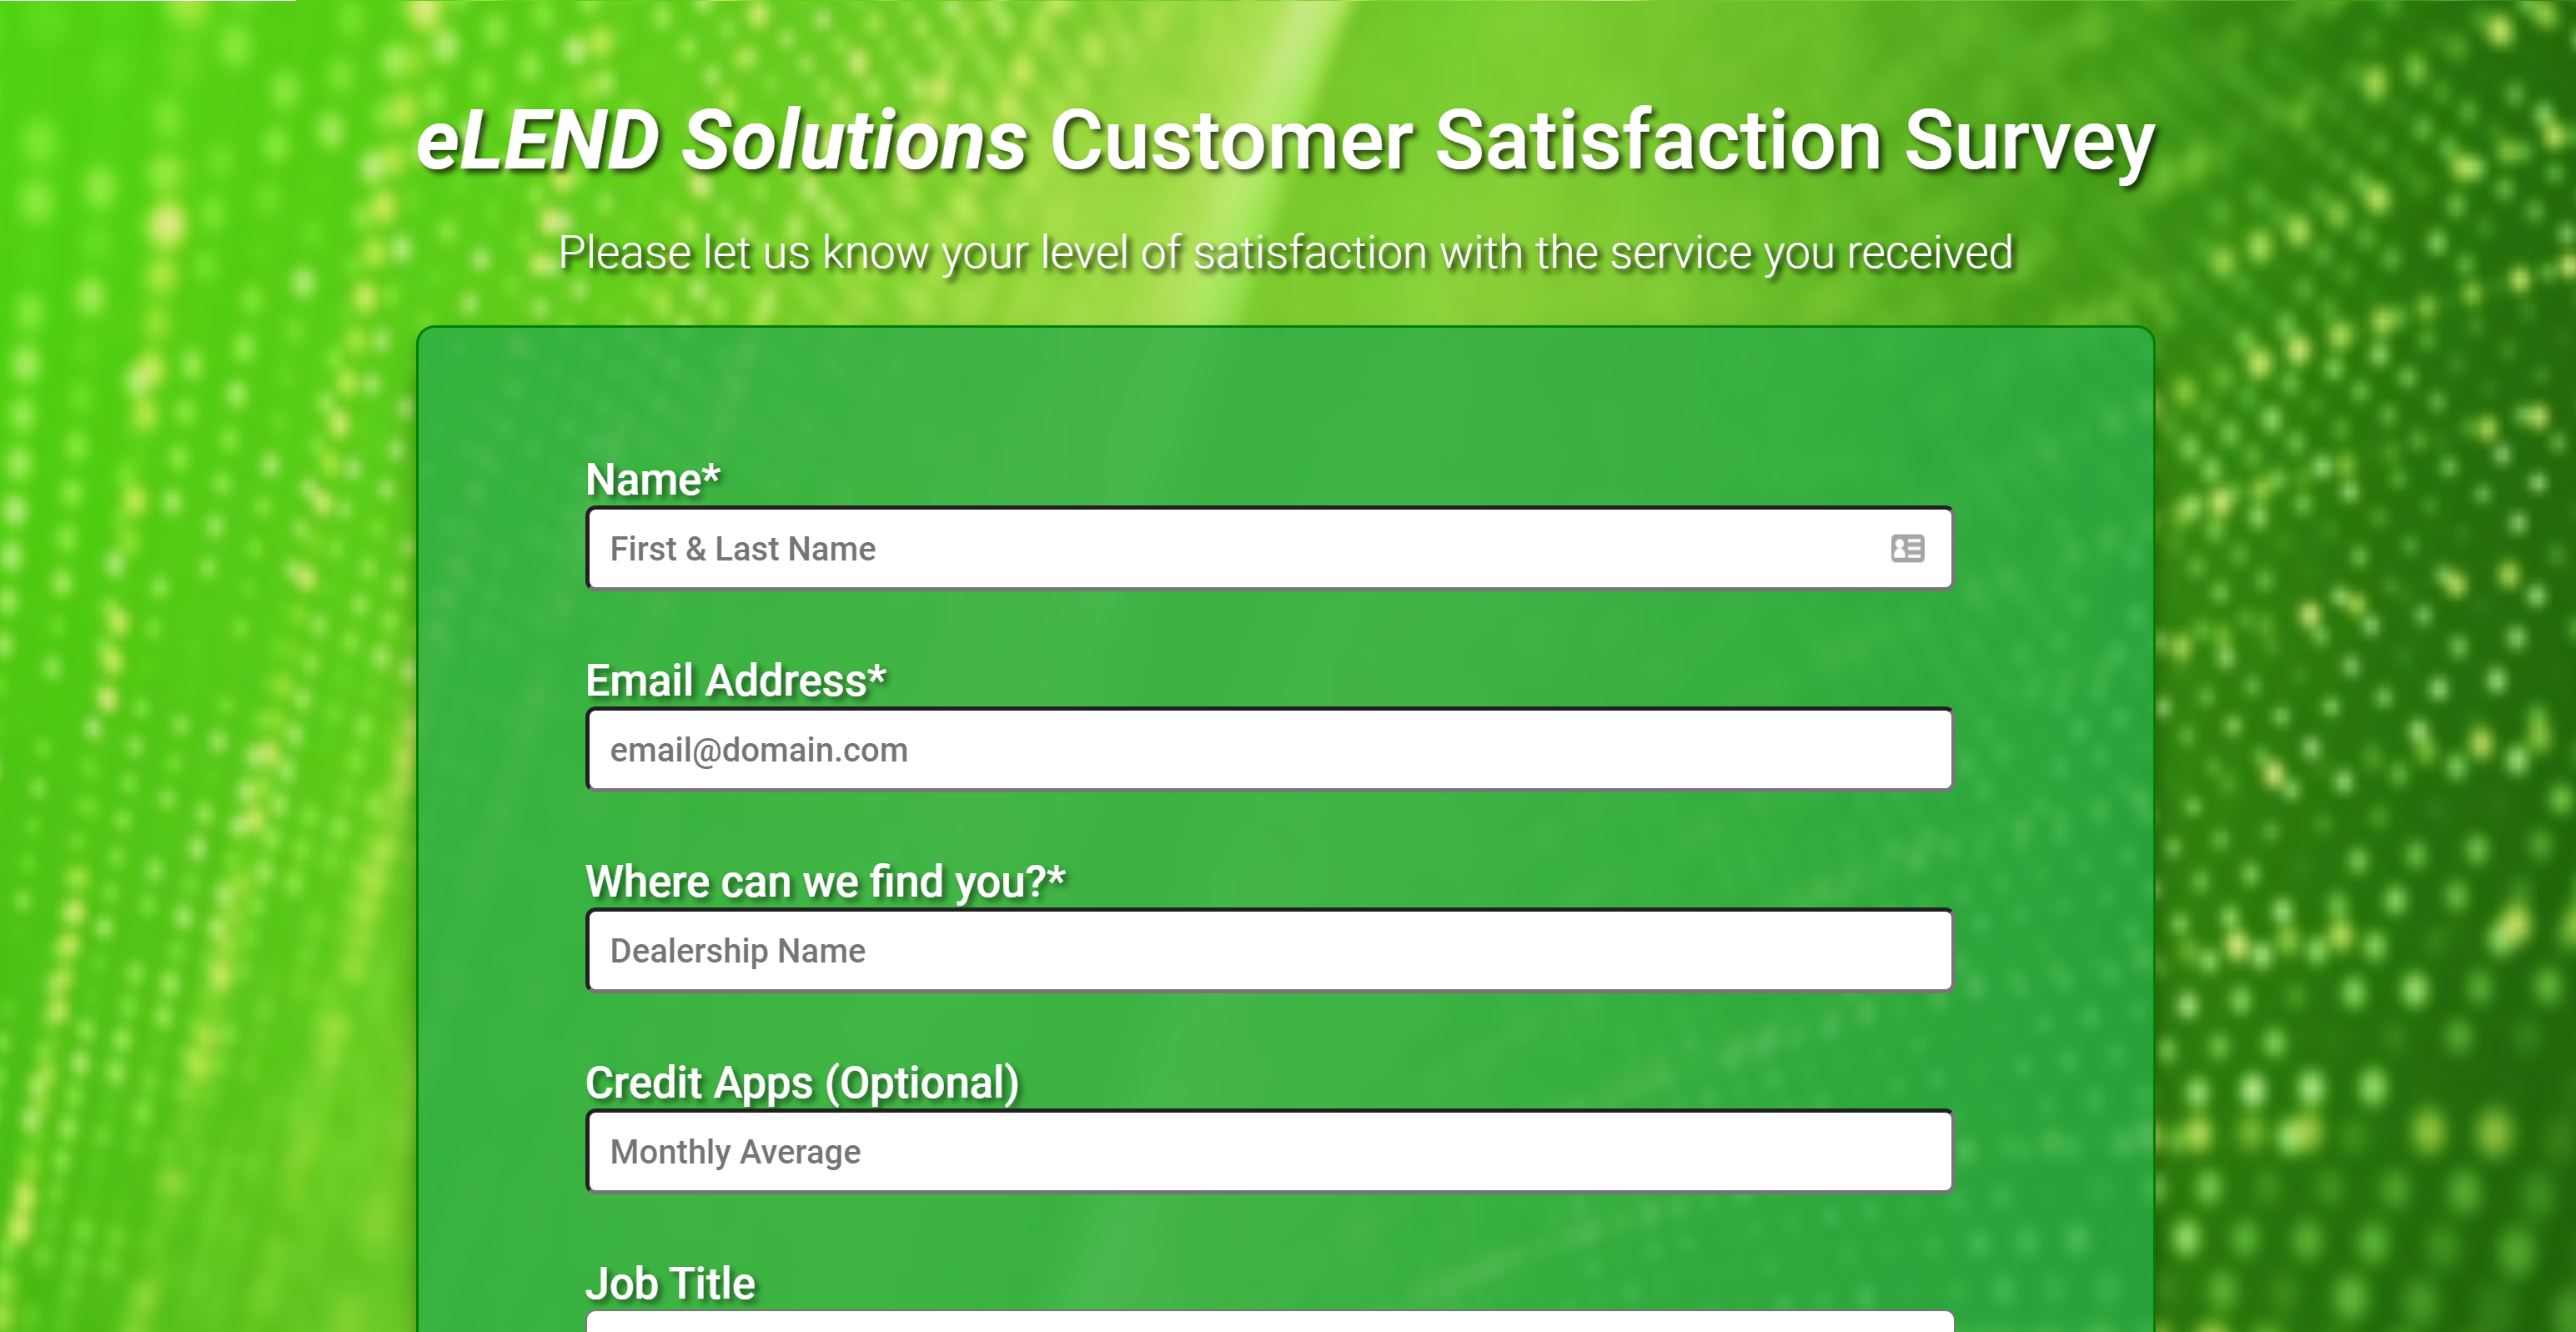 eLEND Solutions Customer Satisfaction Survey
Please let us know your level of satisfaction with the service you received
Name*
First & Last Name
Email Address*
email@domain.com
Where can we find you?*
Dealership Name
Credit Apps (Optional)
Monthly Average
Job Title